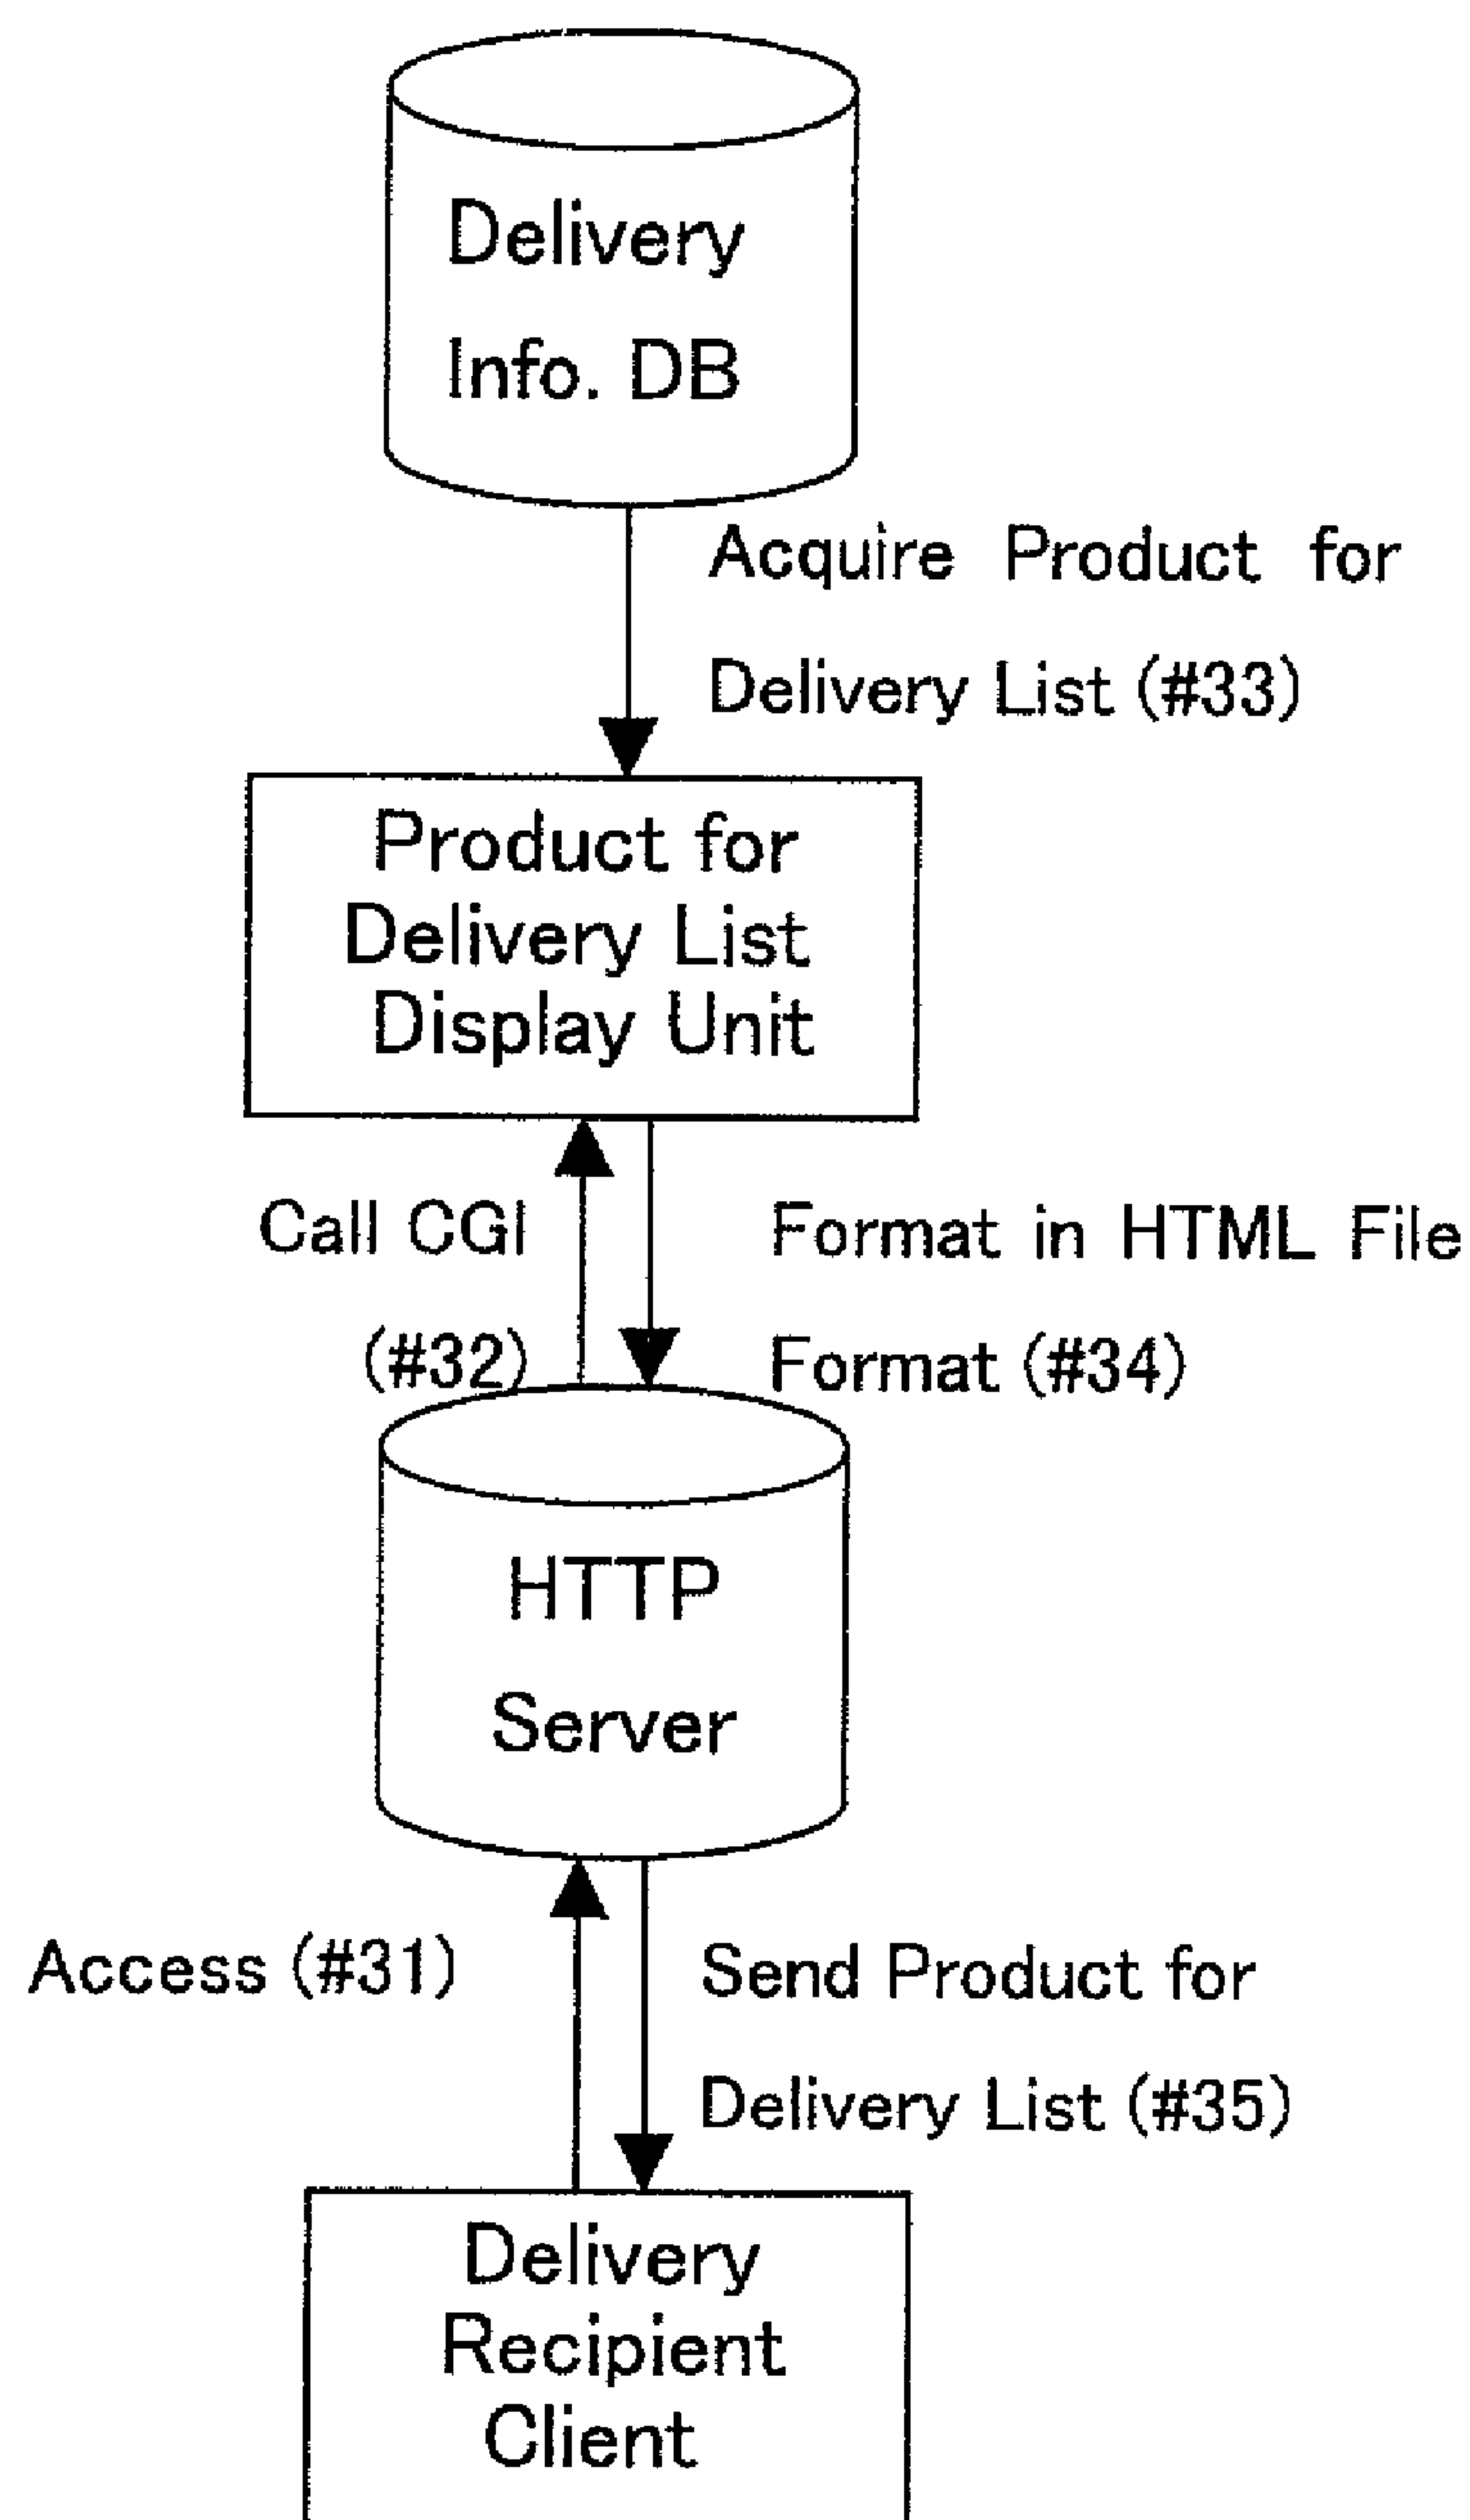 Delivery
Info. DB
Acquire Product for
Delivery List (#33)
Product for
Delivery List
Display Unit
Call CGI
(#32)
Format in HTML File
Format (#34)
HTTP
Server
Access (#31)
Send Product for
Delivery List (#35)
Delivery
Recipient
Client